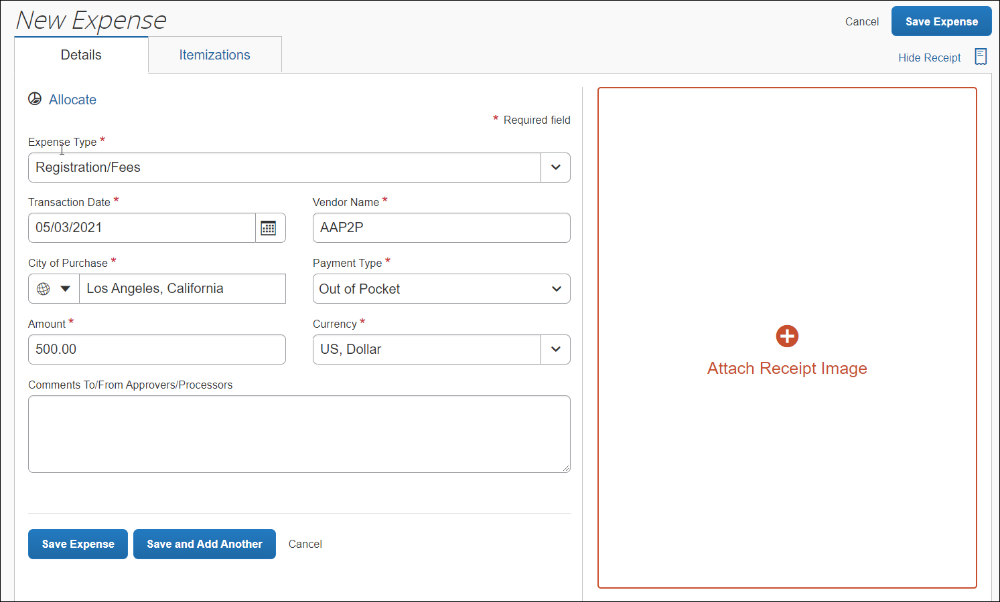 New Expense
Cancel
Save Expense
Details
Itemizations
Hide Receipt
Allocate
* Required field
Expense Type *
Registration/Fees
Transaction Date *
Vendor Name *
05/03/2021
AAP2P
City of Purchase *
Payment Type *
Los Angeles, California
Out of Pocket
Amount *
Currency *
500.00
US, Dollar
Comments To/From Approvers/Processors
Save Expense
Save and Add Another
Cancel
Attach Receipt Image